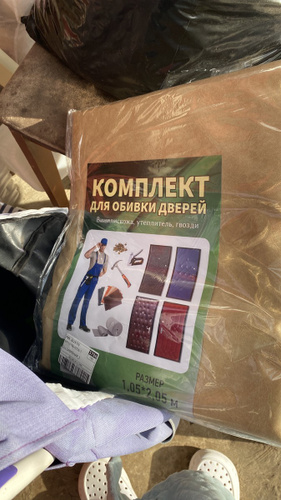 КОМПЛЕКТ
ДЛЯ ОБИВКИ ДВЕРЕЙ
Винилискожа, утеплитель, гвозди
РАЗМЕР
1,05*2,05 м